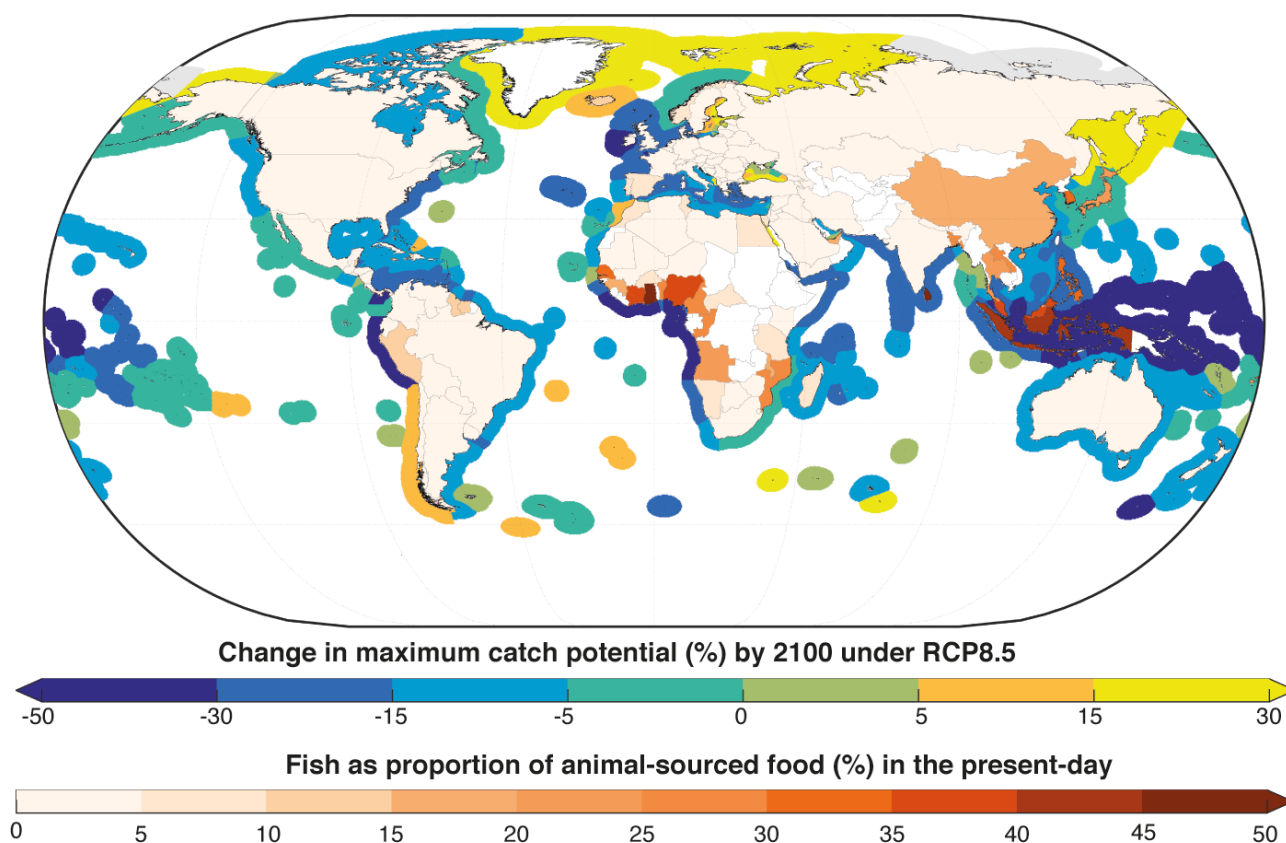 Change in maximum catch potential (%) by 2100 under RCP8.5
-50 -30 -15 -5 0 5 15 30
Fish as proportion of animal-sourced food (%) in the present-day
0 5 10 15 20 25 30 35 40 45 50